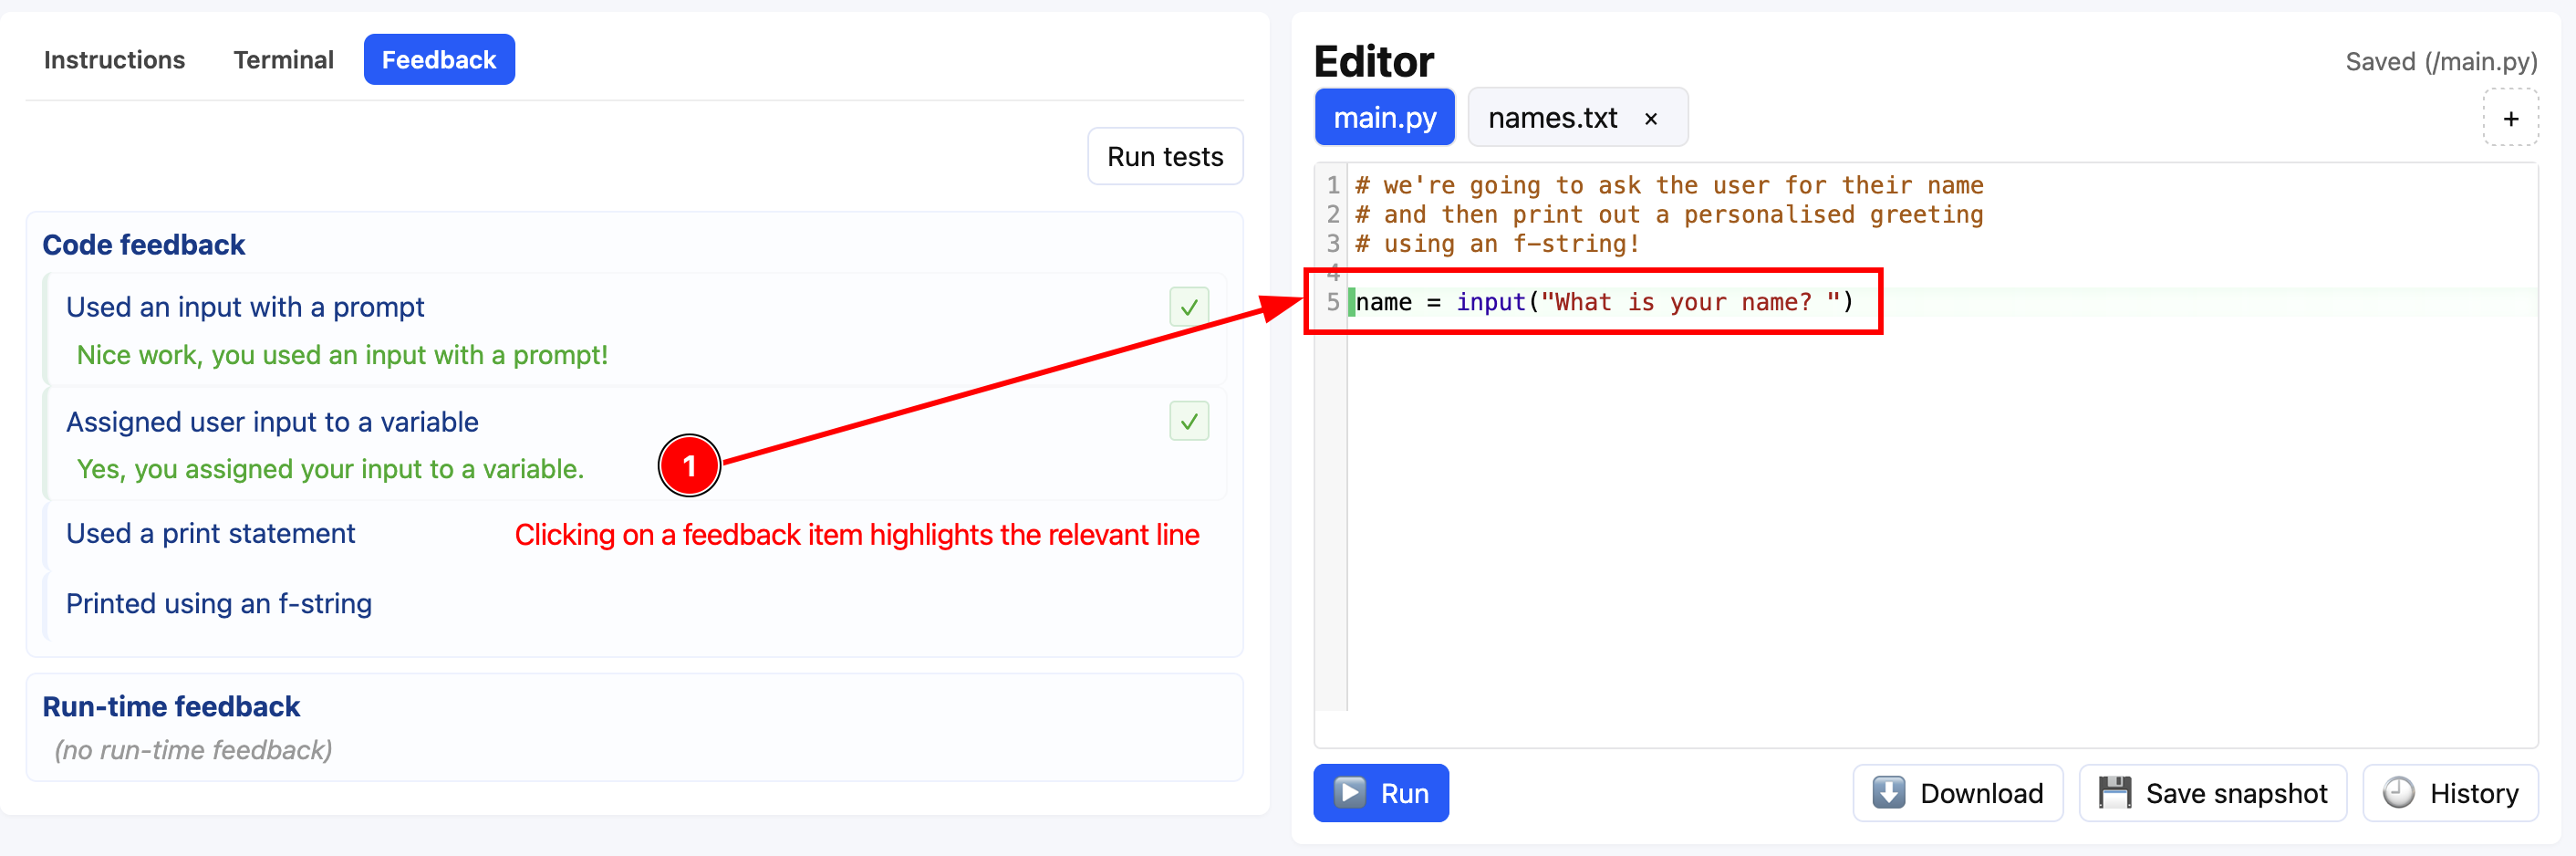 Instructions Terminal Feedback
Run tests
Code feedback
Used an input with a prompt
Nice work, you used an input with a prompt!
Assigned user input to a variable
Yes, you assigned your input to a variable.
1
Used a print statement
Clicking on a feedback item highlights the relevant line
Printed using an f-string
Run-time feedback
(no run-time feedback)
Editor
Saved (/main.py)
main.py names.txt × +
1 # we're going to ask the user for their name
2 # and then print out a personalised greeting
3 # using an f-string!
4
5 name = input("What is your name? ")
Run Download Save snapshot History